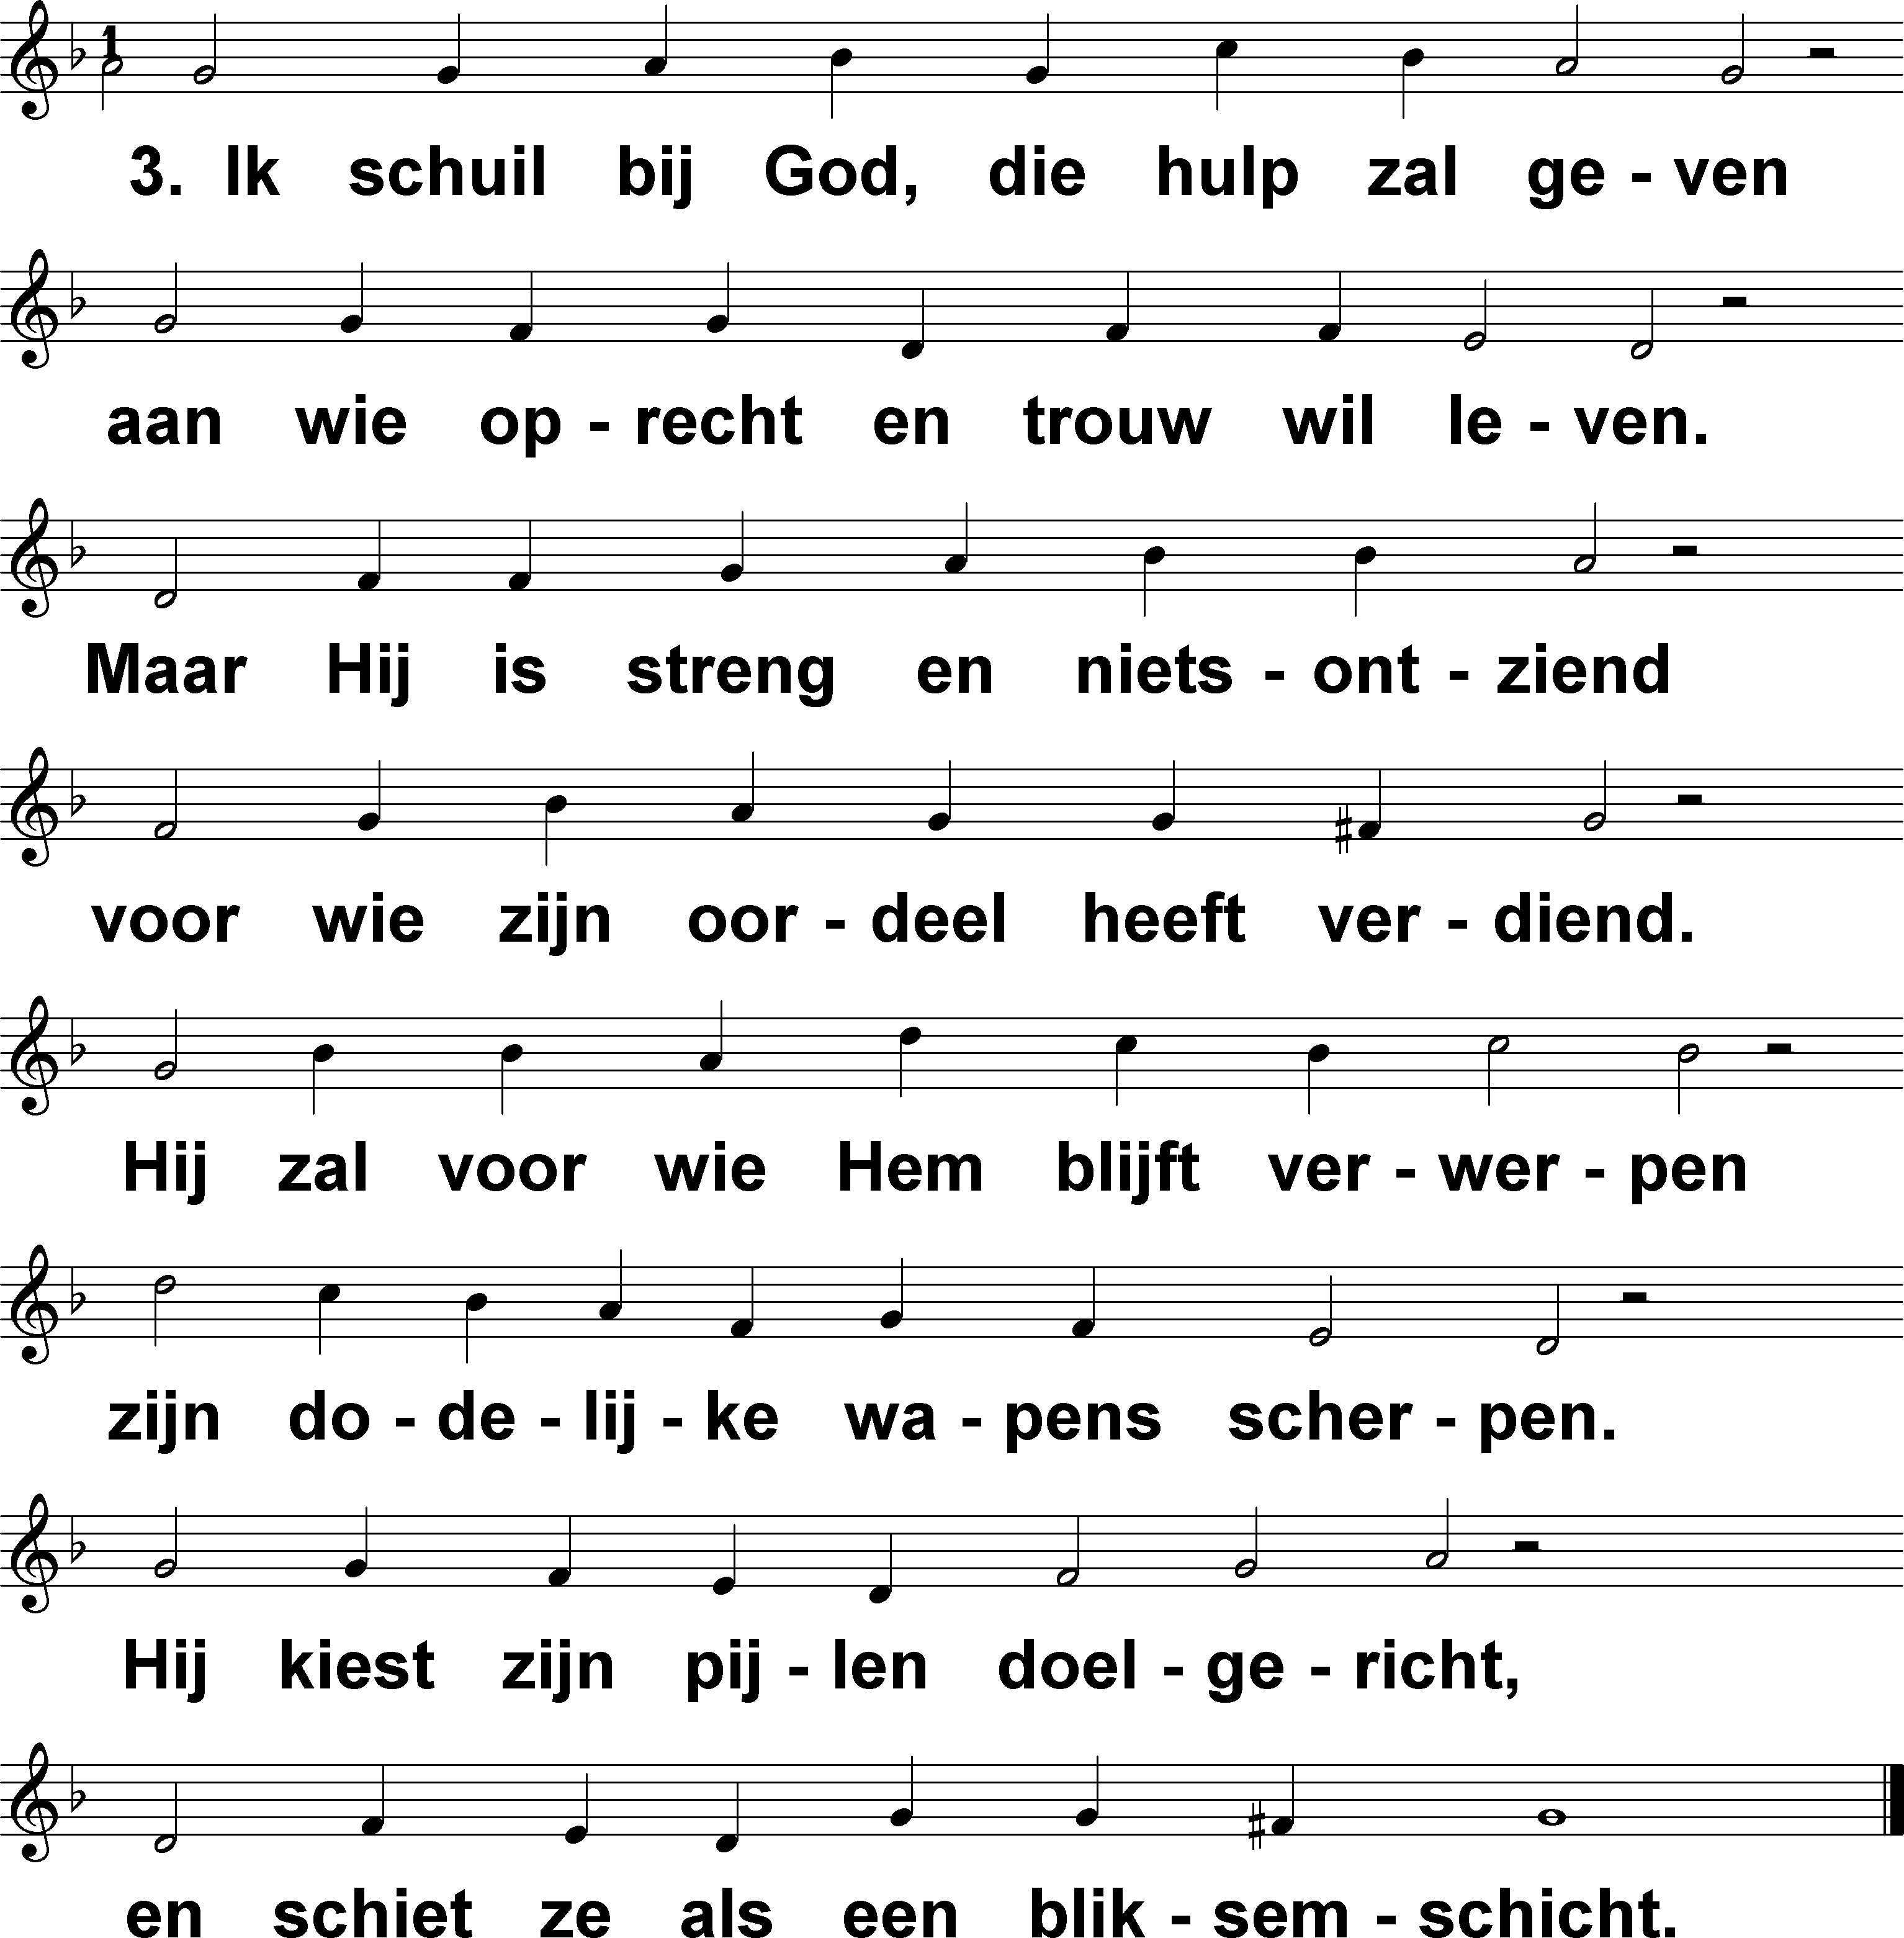 1
3. Ik schuil bij God, die hulp zal ge - ven
aan wie op - recht en trouw wil le - ven.
Maar Hij is streng en niets - ont - ziend
voor wie zijn oor - deel heeft ver - diend.
Hij zal voor wie Hem blijft ver - wer - pen
zijn do - de - lij - ke wa - pens scher - pen.
Hij kiest zijn pij - len doel - ge - richt,
en schiet ze als een blik - sem - schicht.